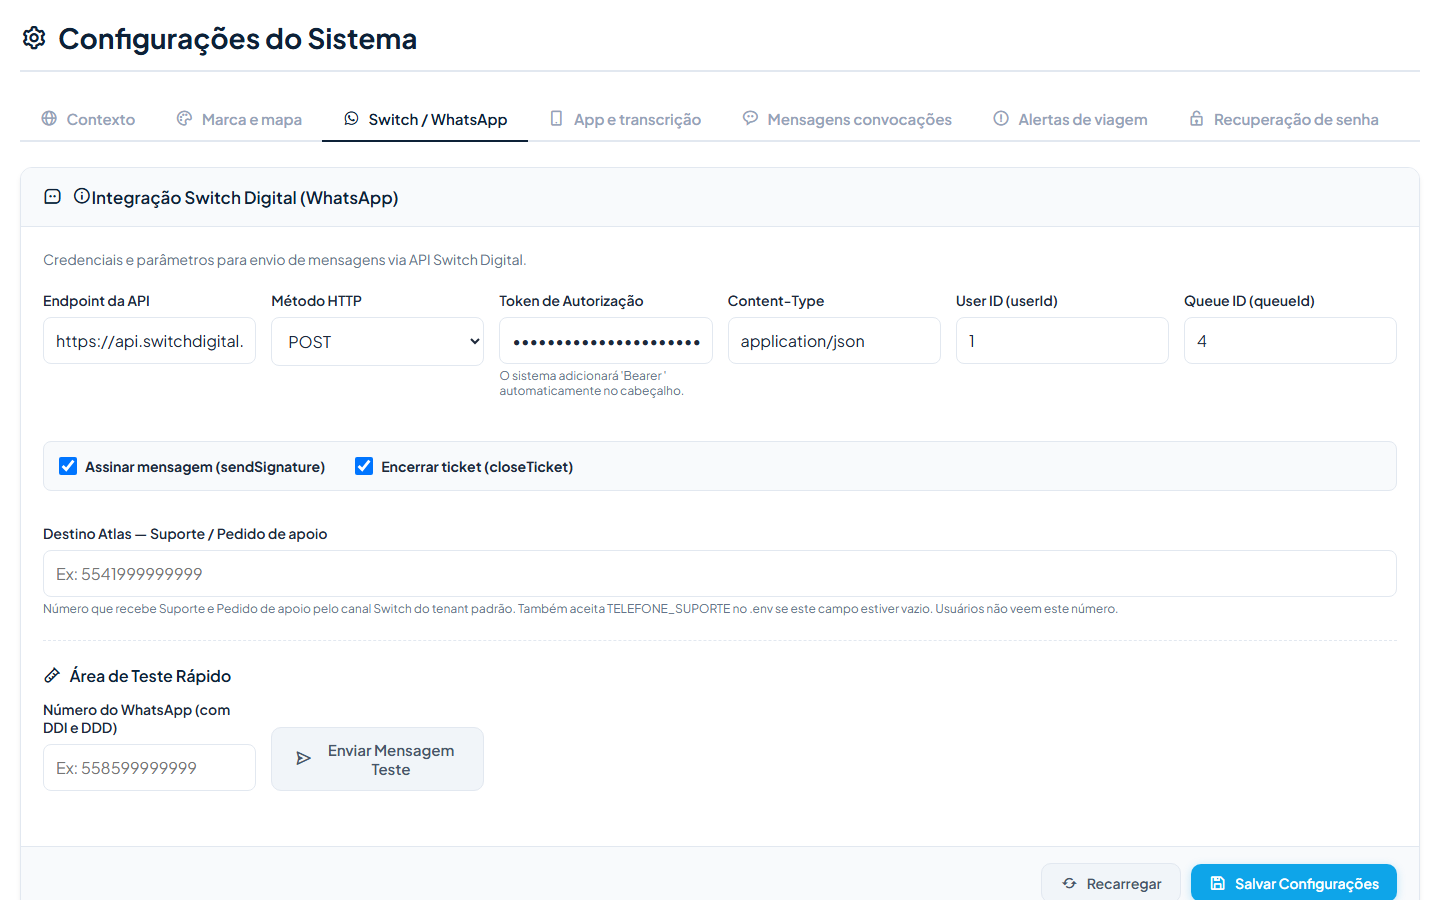 Configurações do Sistema
Contexto
Marca e mapa
Switch / WhatsApp
App e transcrição
Mensagens convocações
Alertas de viagem
Recuperação de senha
Integração Switch Digital (WhatsApp)
Credenciais e parâmetros para envio de mensagens via API Switch Digital.
Endpoint da API
Método HTTP
Token de Autorização
Content-Type
User ID (userId)
Queue ID (queueId)
https://api.switchdigital.
POST
••••••••••••••••••••••
application/json
1
4
O sistema adicionará 'Bearer '
automaticamente no cabeçalho.
Assinar mensagem (sendSignature)
Encerrar ticket (closeTicket)
Destino Atlas — Suporte / Pedido de apoio
Ex: 5541999999999
Número que recebe Suporte e Pedido de apoio pelo canal Switch do tenant padrão. Também aceita TELEFONE_SUPORTE no .env se este campo estiver vazio. Usuários não veem este número.
Área de Teste Rápido
Número do WhatsApp (com
DDI e DDD)
Ex: 558599999999
Enviar Mensagem
Teste
Recarregar
Salvar Configurações